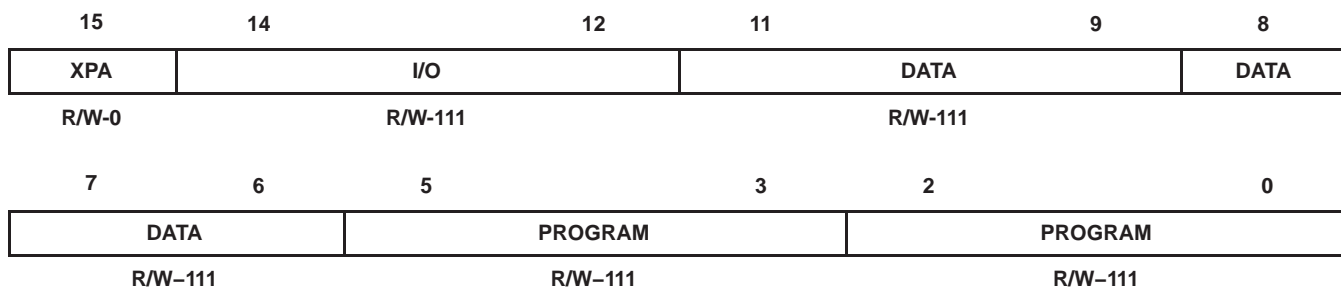 15 14 12 11 9 8
XPA I/O DATA DATA
R/W-0 R/W-111 R/W-111
7 6 5 3 2 0
DATA PROGRAM PROGRAM
R/W–111 R/W–111 R/W–111